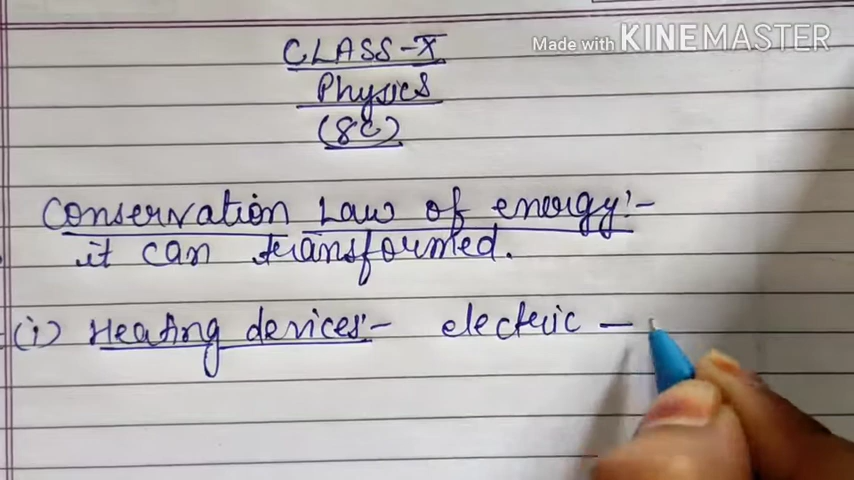 Made with KINEMASTER
CLASS-X
Physics
(8C)
Conservation Law of energy:-
it can transformed.
(i) Heating devices:- electric —